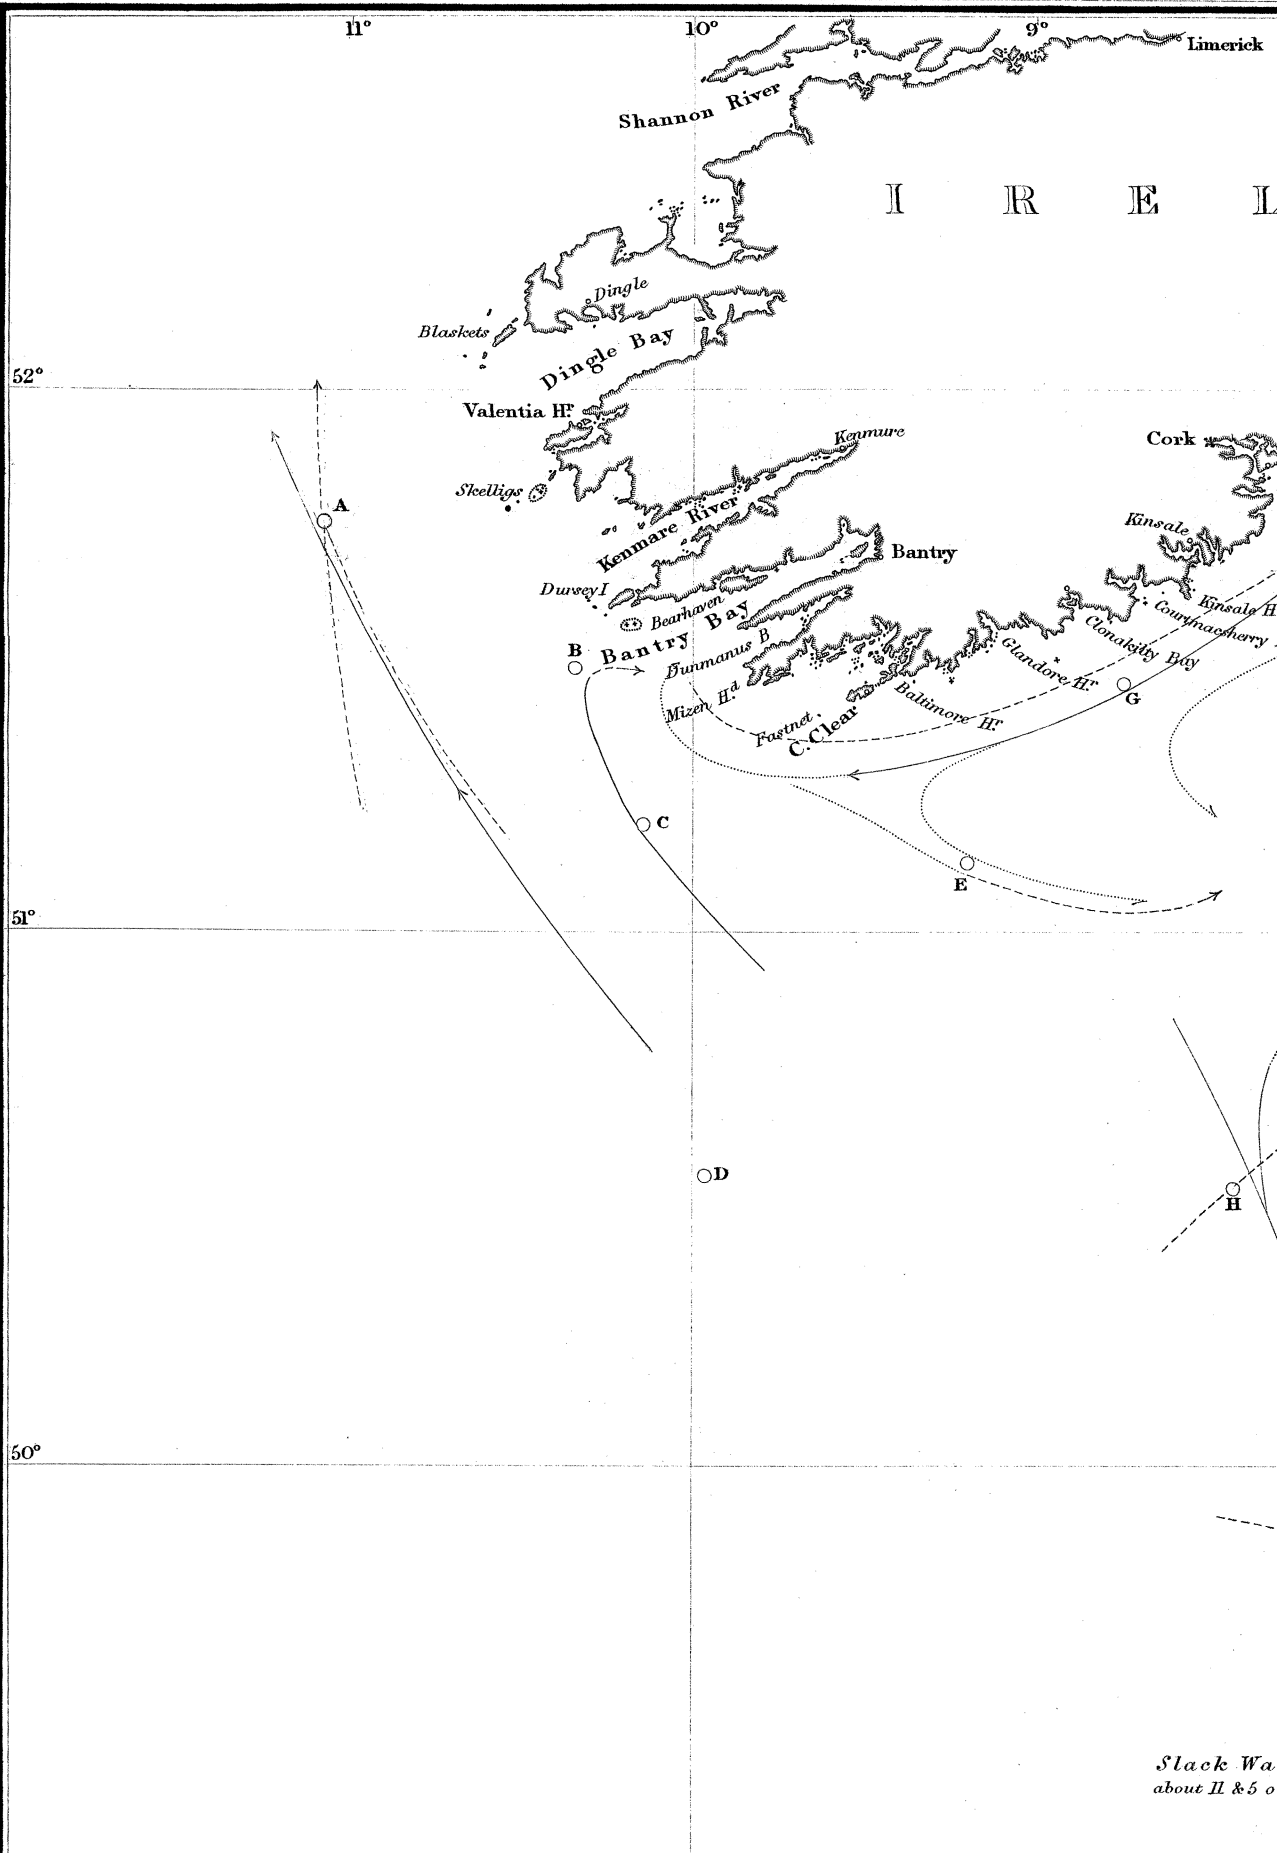 11° 10° 9°
Limerick
Shannon River
I R E L
Dingle
Blaskets
Dingle Bay
52°
Valentia Hr.
Kenmure
Cork
Skelligs
A
Kenmare River
Kinsale
Bantry
Dursey I
Bearhaven
Kinsale H
Courtmacsherry
Bantry Bay
Clonakilty Bay
B
Dunmanus B
Glandore Hr
Mizen Hd.
G
Baltimore Hr.
Fastnet.
C. Clear
C
E
51°
D
H
50°
Slack Wa
about 11 & 5 o